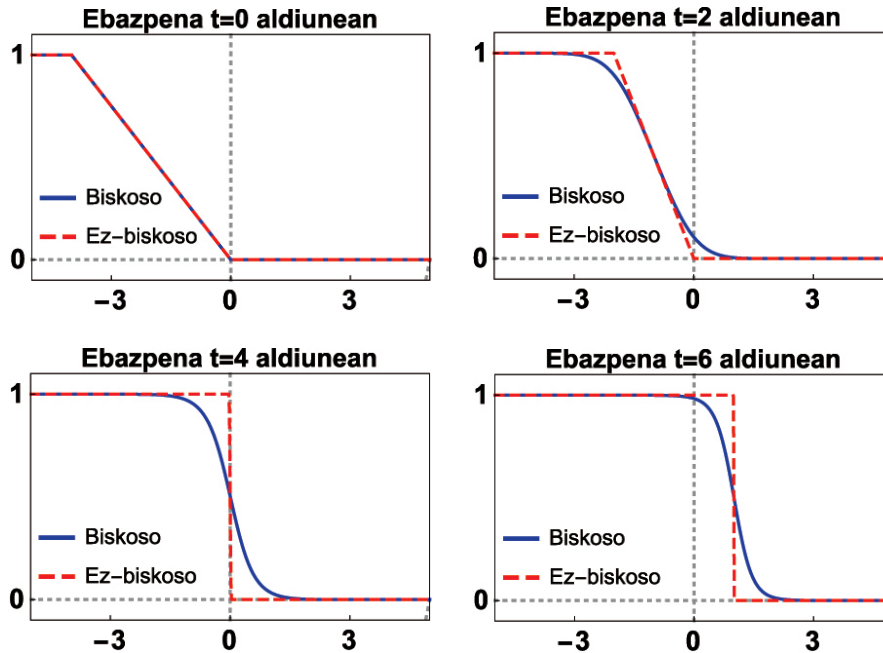 Ebazpena t=0 aldiunean
1
Biskoso
Ez-biskoso
0
-3 0 3
Ebazpena t=2 aldiunean
1
Biskoso
Ez-biskoso
0
-3 0 3
Ebazpena t=4 aldiunean
1
Biskoso
Ez-biskoso
0
-3 0 3
Ebazpena t=6 aldiunean
1
Biskoso
Ez-biskoso
0
-3 0 3